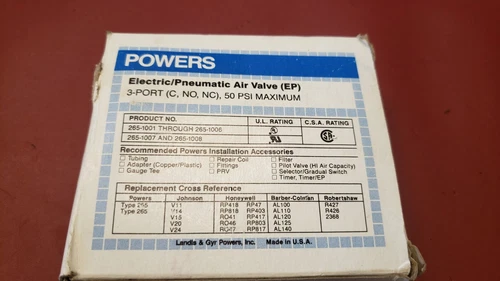 POWERS
Electric/Pneumatic Air Valve (EP)
3-PORT (C, NO, NC), 50 PSI MAXIMUM
PRODUCT NO. U.L. RATING C.S.A. RATING
265-1001 THROUGH 265-1006
265-1007 AND 265-1008
Recommended Powers Installation Accessories
Tubing Repair Coil Filter
Adapter (Copper/Plastic) Fittings Pilot Valve (HI Air Capacity)
Gauge Tee PRV Selector/Gradual Switch
Timer, Timer/EP
Replacement Cross Reference
Powers Johnson Honeywell Barber-Colman Robertshaw
Type 255 V11 RP418 RP47 AL100 R427
Type 265 V14 RP818 RP403 AL110 R426
V15 RO41 RP417 AL120 2368
V20 RO46 RP803 AL125
V24 RO47 RP817 AL140
Landis & Gyr Powers, Inc. Made in U.S.A.